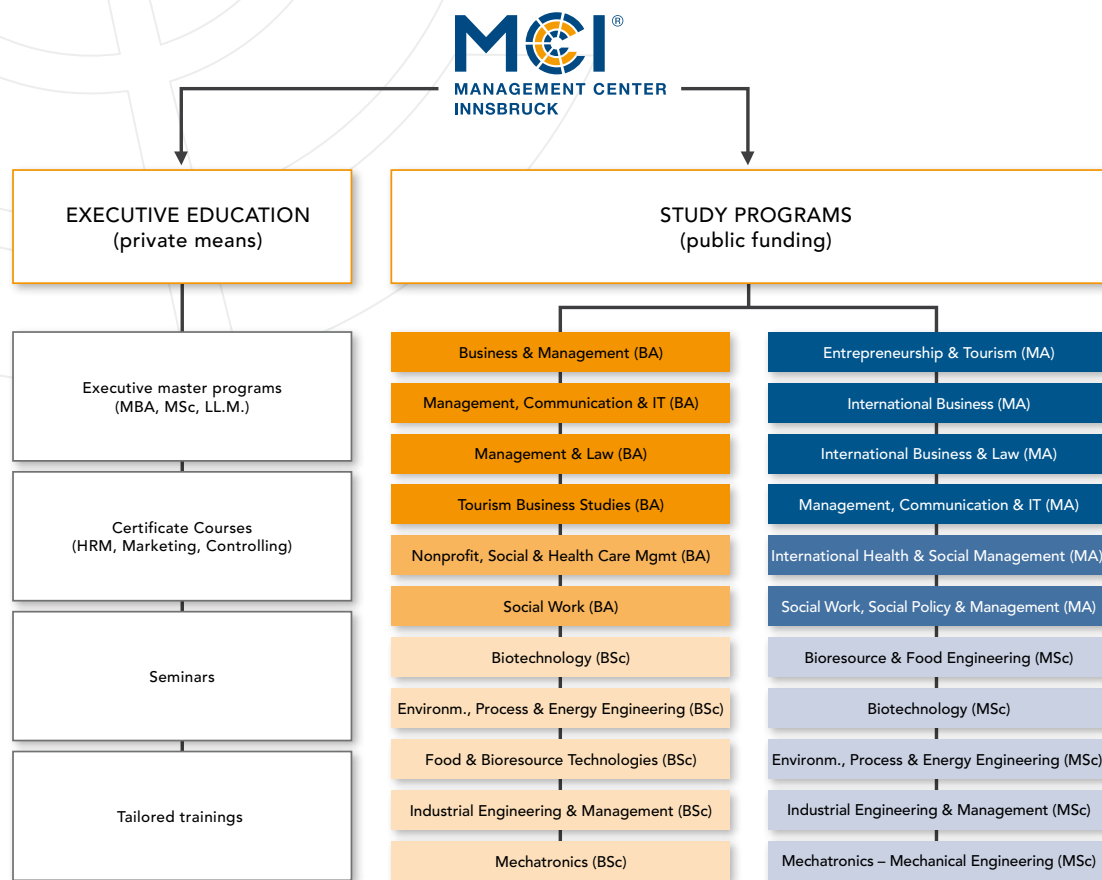 MCI®
MANAGEMENT CENTER
INNSBRUCK
EXECUTIVE EDUCATION
(private means)
STUDY PROGRAMS
(public funding)
Executive master programs
(MBA, MSc, LL.M.)
Certificate Courses
(HRM, Marketing, Controlling)
Seminars
Tailored trainings
Business & Management (BA)
Management, Communication & IT (BA)
Management & Law (BA)
Tourism Business Studies (BA)
Nonprofit, Social & Health Care Mgmt (BA)
Social Work (BA)
Biotechnology (BSc)
Environm., Process & Energy Engineering (BSc)
Food & Bioresource Technologies (BSc)
Industrial Engineering & Management (BSc)
Mechatronics (BSc)
Entrepreneurship & Tourism (MA)
International Business (MA)
International Business & Law (MA)
Management, Communication & IT (MA)
International Health & Social Management (MA)
Social Work, Social Policy & Management (MA)
Bioresource & Food Engineering (MSc)
Biotechnology (MSc)
Environm., Process & Energy Engineering (MSc)
Industrial Engineering & Management (MSc)
Mechatronics – Mechanical Engineering (MSc)